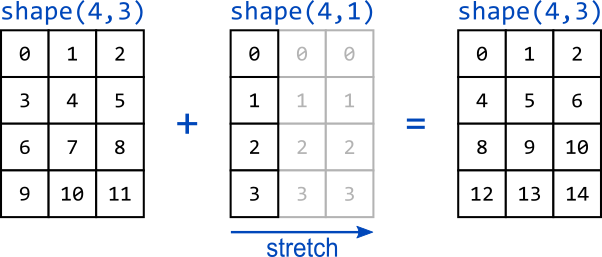 shape(4,3) shape(4,1) shape(4,3)
0 1 2 0 0 0 0 1 2
3 4 5 1 1 1 4 5 6
+ =
6 7 8 2 2 2 8 9 10
9 10 11 3 3 3 12 13 14
stretch